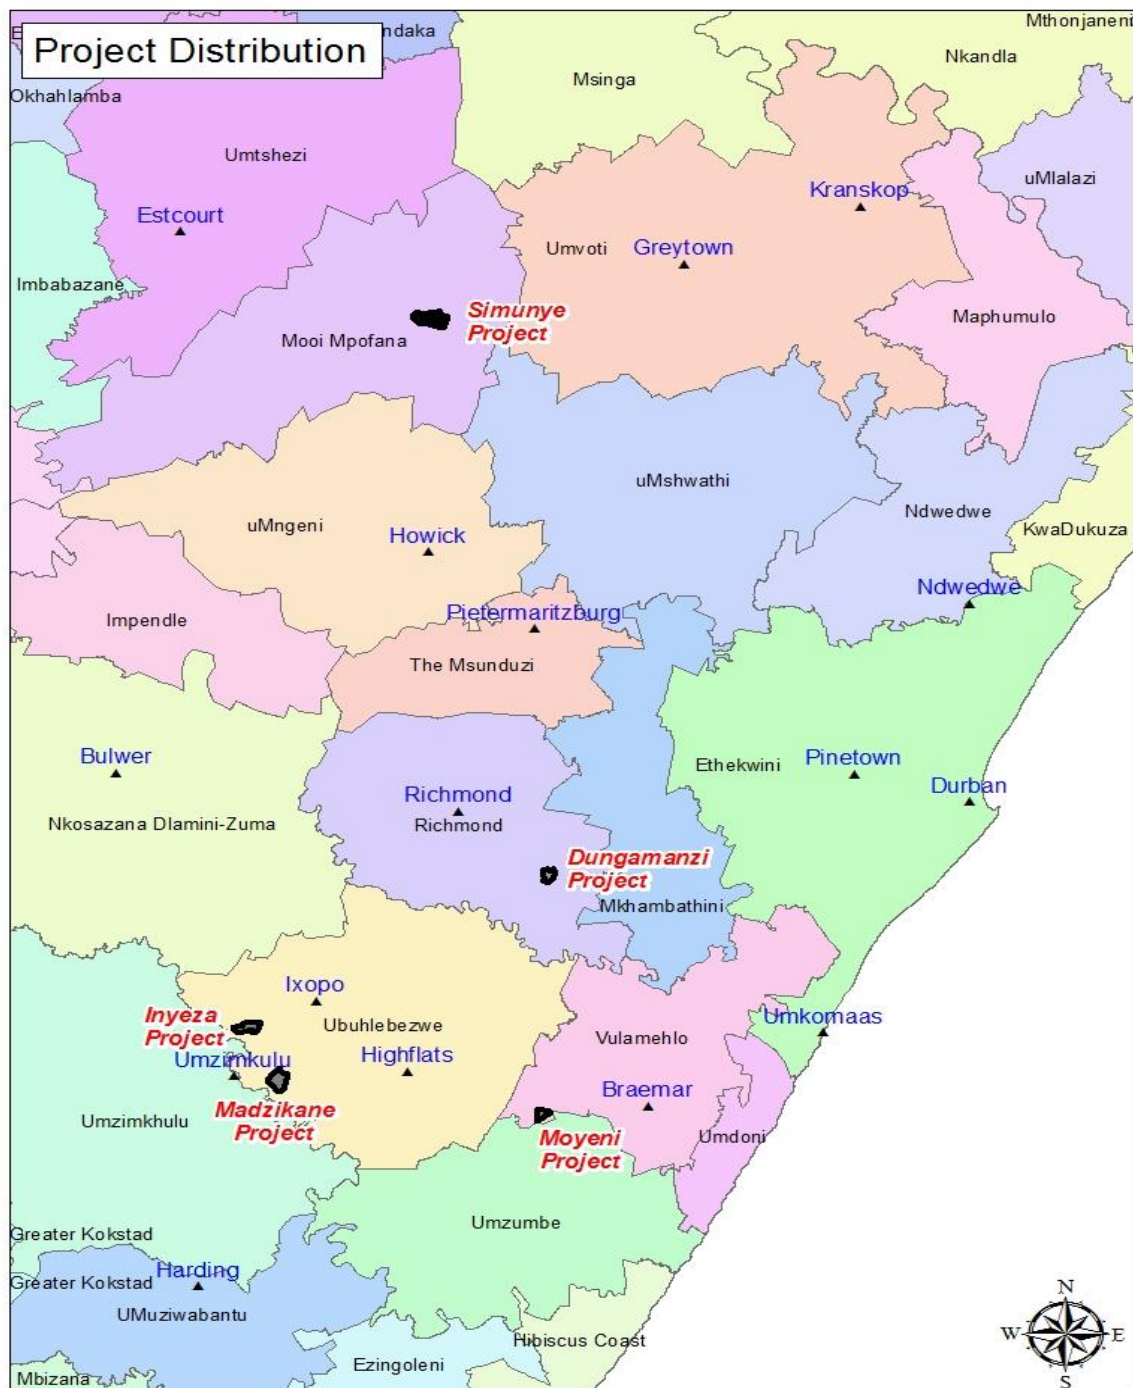 Project Distribution
ndaka
Mthonjaneni
Nkandla
Msinga
Okhahlamba
Umtshezi
uMlalazi
Kranskop
Estcourt
Umvoti
Greytown
Imbabazane
Simunye
Project
Maphumulo
Mooi Mpofana
uMshwathi
Ndwedwe
uMngeni
Howick
KwaDukuza
Ndwedwe
Impendle
Pietermaritzburg
The Msunduzi
Bulwer
Ethekwini
Pinetown
Durban
Richmond
Nkosazana Dlamini-Zuma
Richmond
Dungamanzi
Project
Mkhambathini
Ixopo
Inyeza
Project
Ubuhlebezwe
Umkomaas
Vulamehlo
Umzimkulu
Highflats
Braemar
Madzikane
Project
Umzimkhulu
Moyeni
Project
Umdoni
Umzumbe
Greater Kokstad
Harding
Greater Kokstad
UMuziwabantu
Hibiscus Coast
Ezingoleni
Mbizana
N
W
E
S